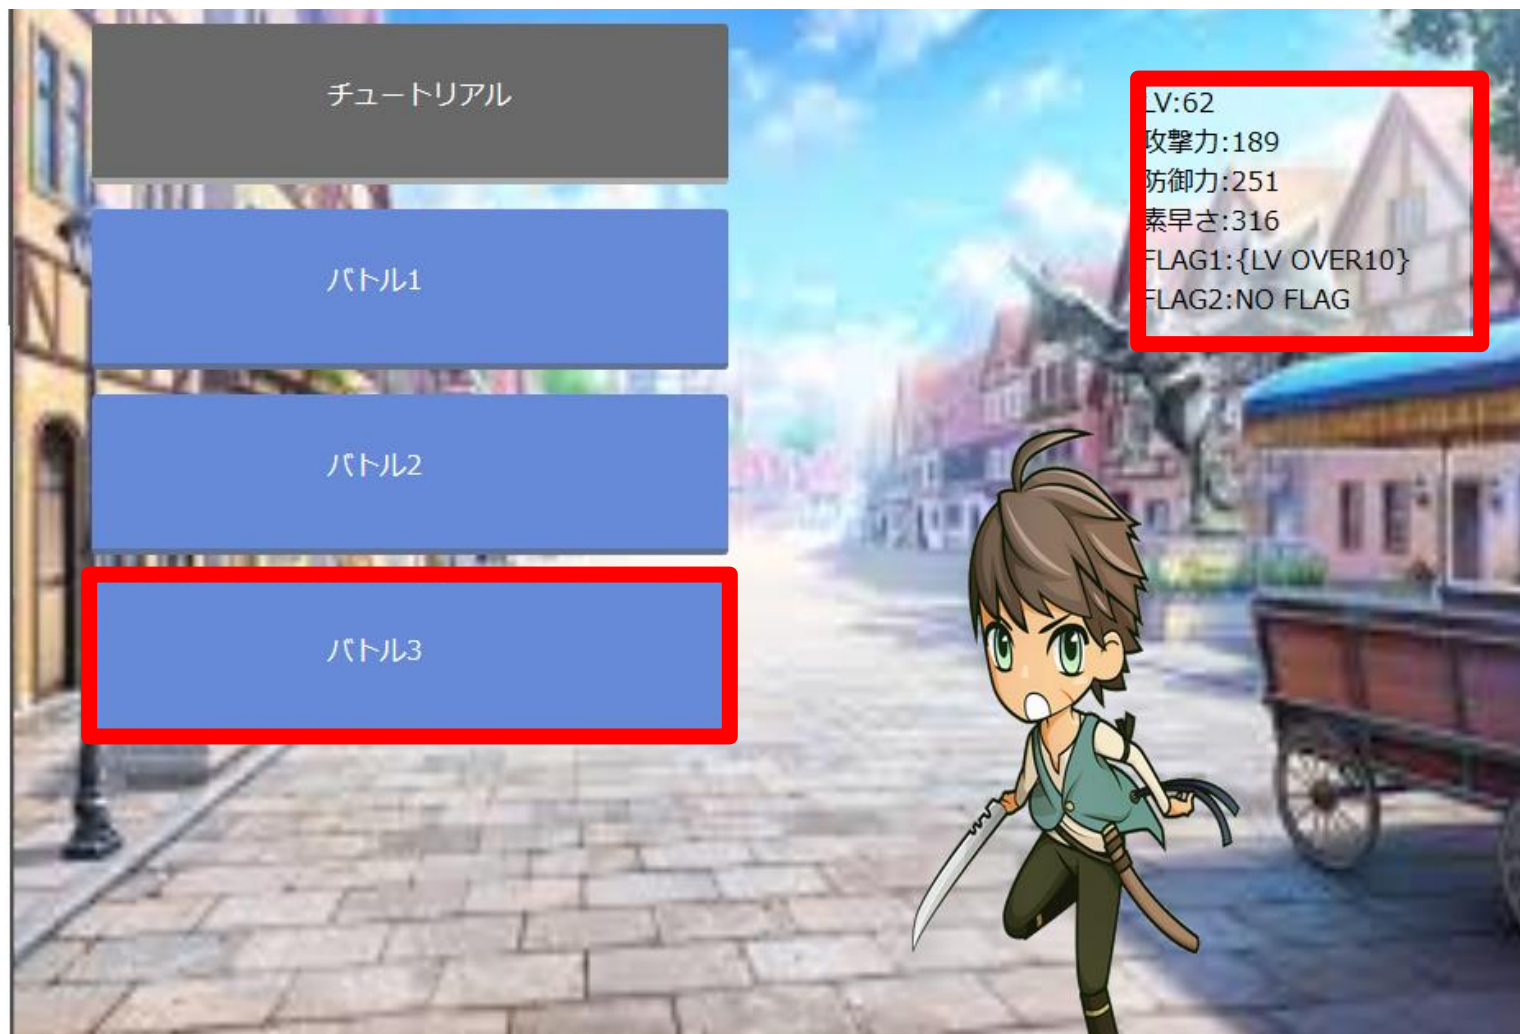 チュートリアル
バトル1
バトル2
バトル3
LV:62
攻撃力:189
防御力:251
素早さ:316
FLAG1:{LV OVER10}
FLAG2:NO FLAG